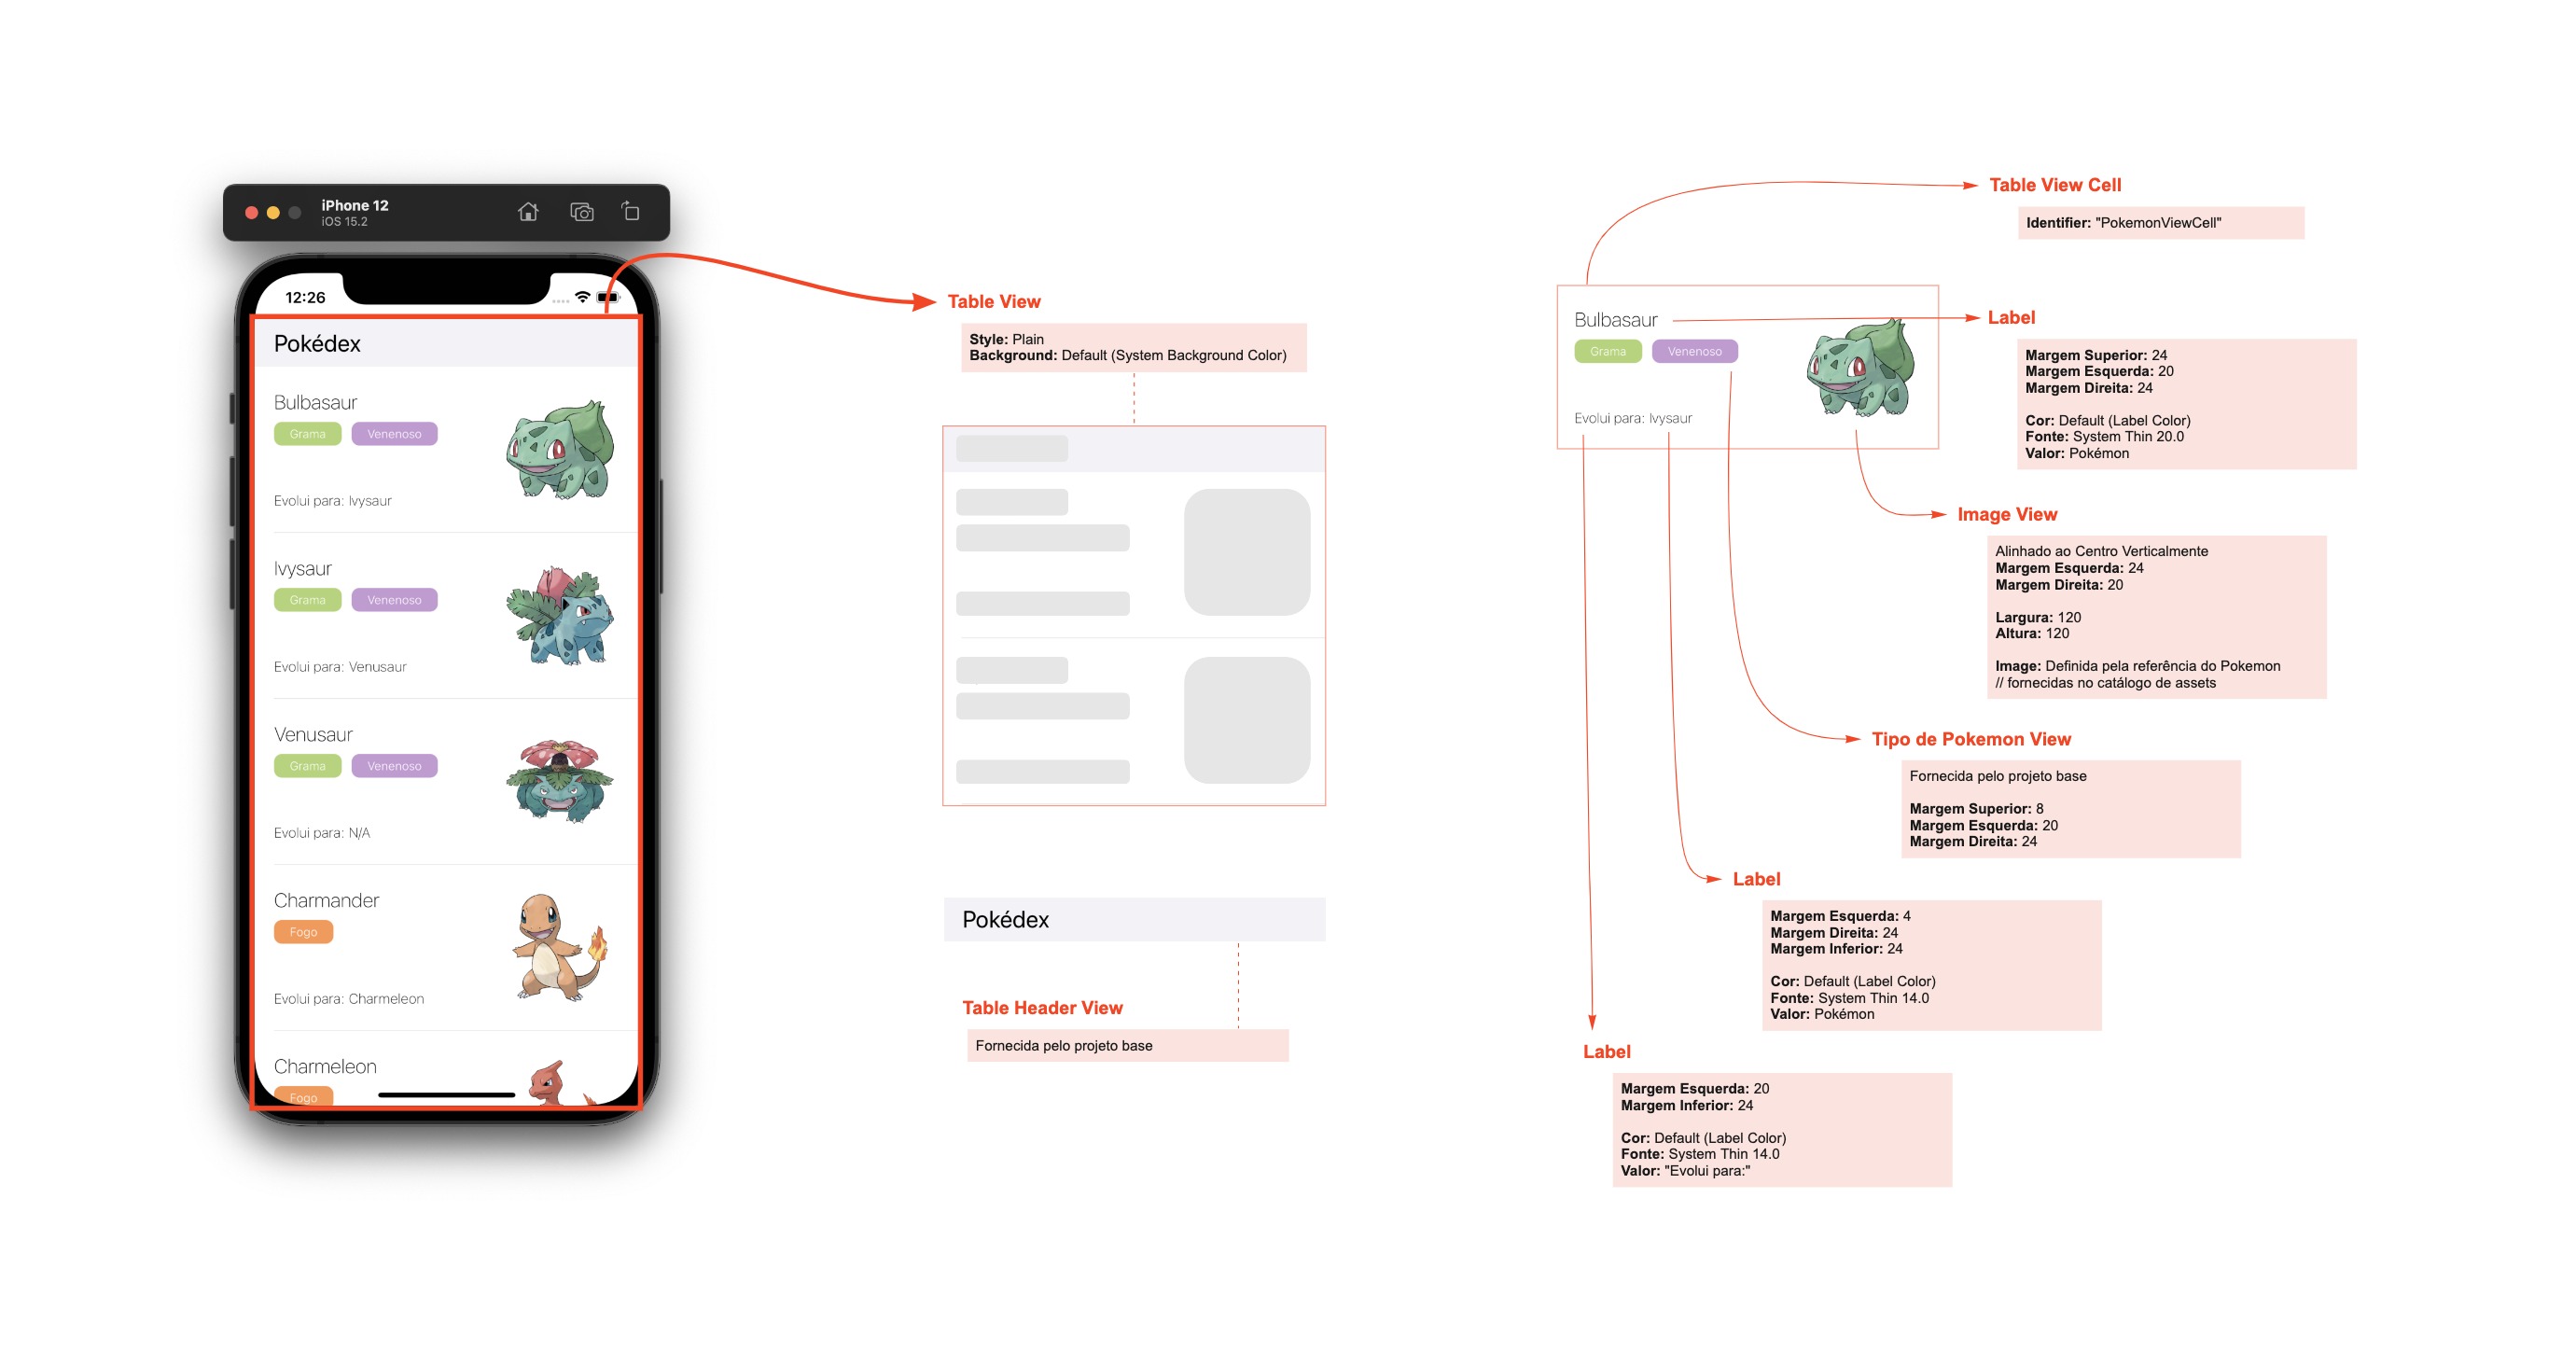 iPhone 12
iOS 15.2
12:26
Pokédex
Bulbasaur
Grama Venenoso
Evolui para: Ivysaur
Ivysaur
Grama Venenoso
Evolui para: Venusaur
Venusaur
Grama Venenoso
Evolui para: N/A
Charmander
Fogo
Evolui para: Charmeleon
Charmeleon
Fogo
Table View
Style: Plain
Background: Default (System Background Color)
Pokédex
Table Header View
Fornecida pelo projeto base
Table View Cell
Identifier: "PokemonViewCell"
Bulbasaur
Grama Venenoso
Evolui para: Ivysaur
Label
Margem Superior: 24
Margem Esquerda: 20
Margem Direita: 24
Cor: Default (Label Color)
Fonte: System Thin 20.0
Valor: Pokémon
Image View
Alinhado ao Centro Verticalmente
Margem Esquerda: 24
Margem Direita: 20
Largura: 120
Altura: 120
Image: Definida pela referência do Pokemon
// fornecidas no catálogo de assets
Tipo de Pokemon View
Fornecida pelo projeto base
Margem Superior: 8
Margem Esquerda: 20
Margem Direita: 24
Label
Margem Esquerda: 4
Margem Direita: 24
Margem Inferior: 24
Cor: Default (Label Color)
Fonte: System Thin 14.0
Valor: Pokémon
Label
Margem Esquerda: 20
Margem Inferior: 24
Cor: Default (Label Color)
Fonte: System Thin 14.0
Valor: "Evolui para:"